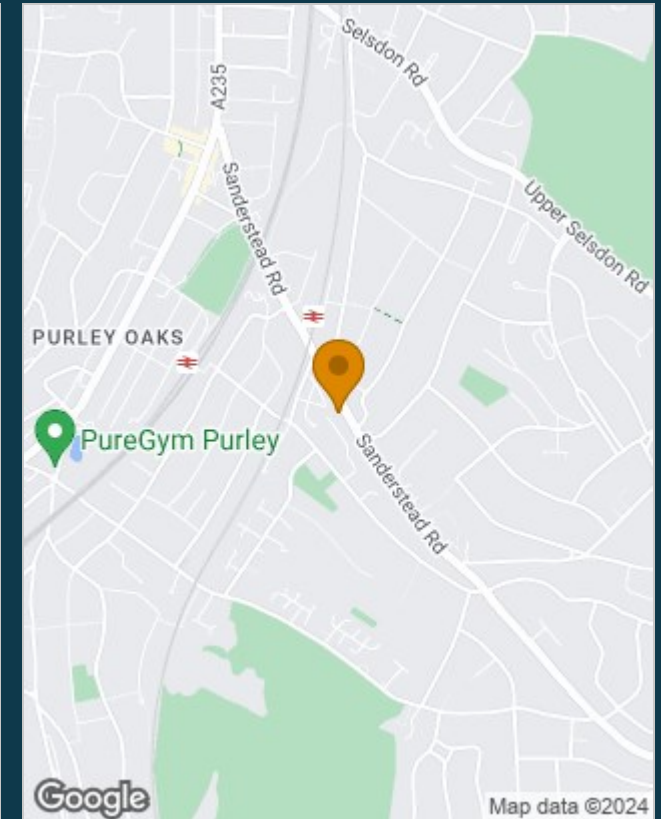 Selsdon Rd
A235
Sanderstead Rd
Upper Selsdon Rd
PURLEY OAKS
PureGym Purley
Sanderstead Rd
Google
Map data ©2024